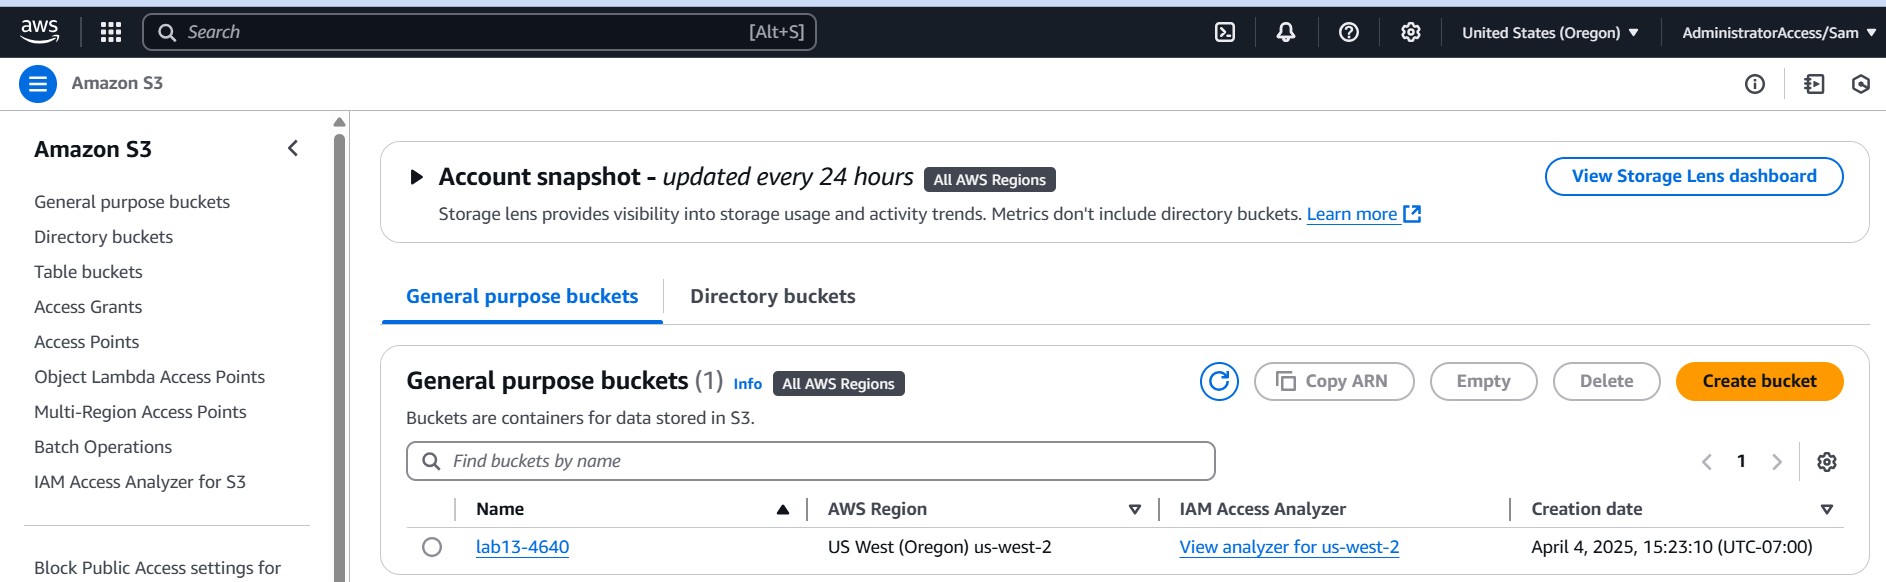 aws
Search [Alt+S]
United States (Oregon) AdministratorAccess/Sam
Amazon S3
Amazon S3
General purpose buckets
Directory buckets
Table buckets
Access Grants
Access Points
Object Lambda Access Points
Multi-Region Access Points
Batch Operations
IAM Access Analyzer for S3
Block Public Access settings for
Account snapshot - updated every 24 hours All AWS Regions
View Storage Lens dashboard
Storage lens provides visibility into storage usage and activity trends. Metrics don't include directory buckets. Learn more
General purpose buckets Directory buckets
General purpose buckets (1) Info All AWS Regions
Copy ARN Empty Delete Create bucket
Buckets are containers for data stored in S3.
Find buckets by name
1
Name AWS Region IAM Access Analyzer Creation date
lab13-4640 US West (Oregon) us-west-2 View analyzer for us-west-2 April 4, 2025, 15:23:10 (UTC-07:00)